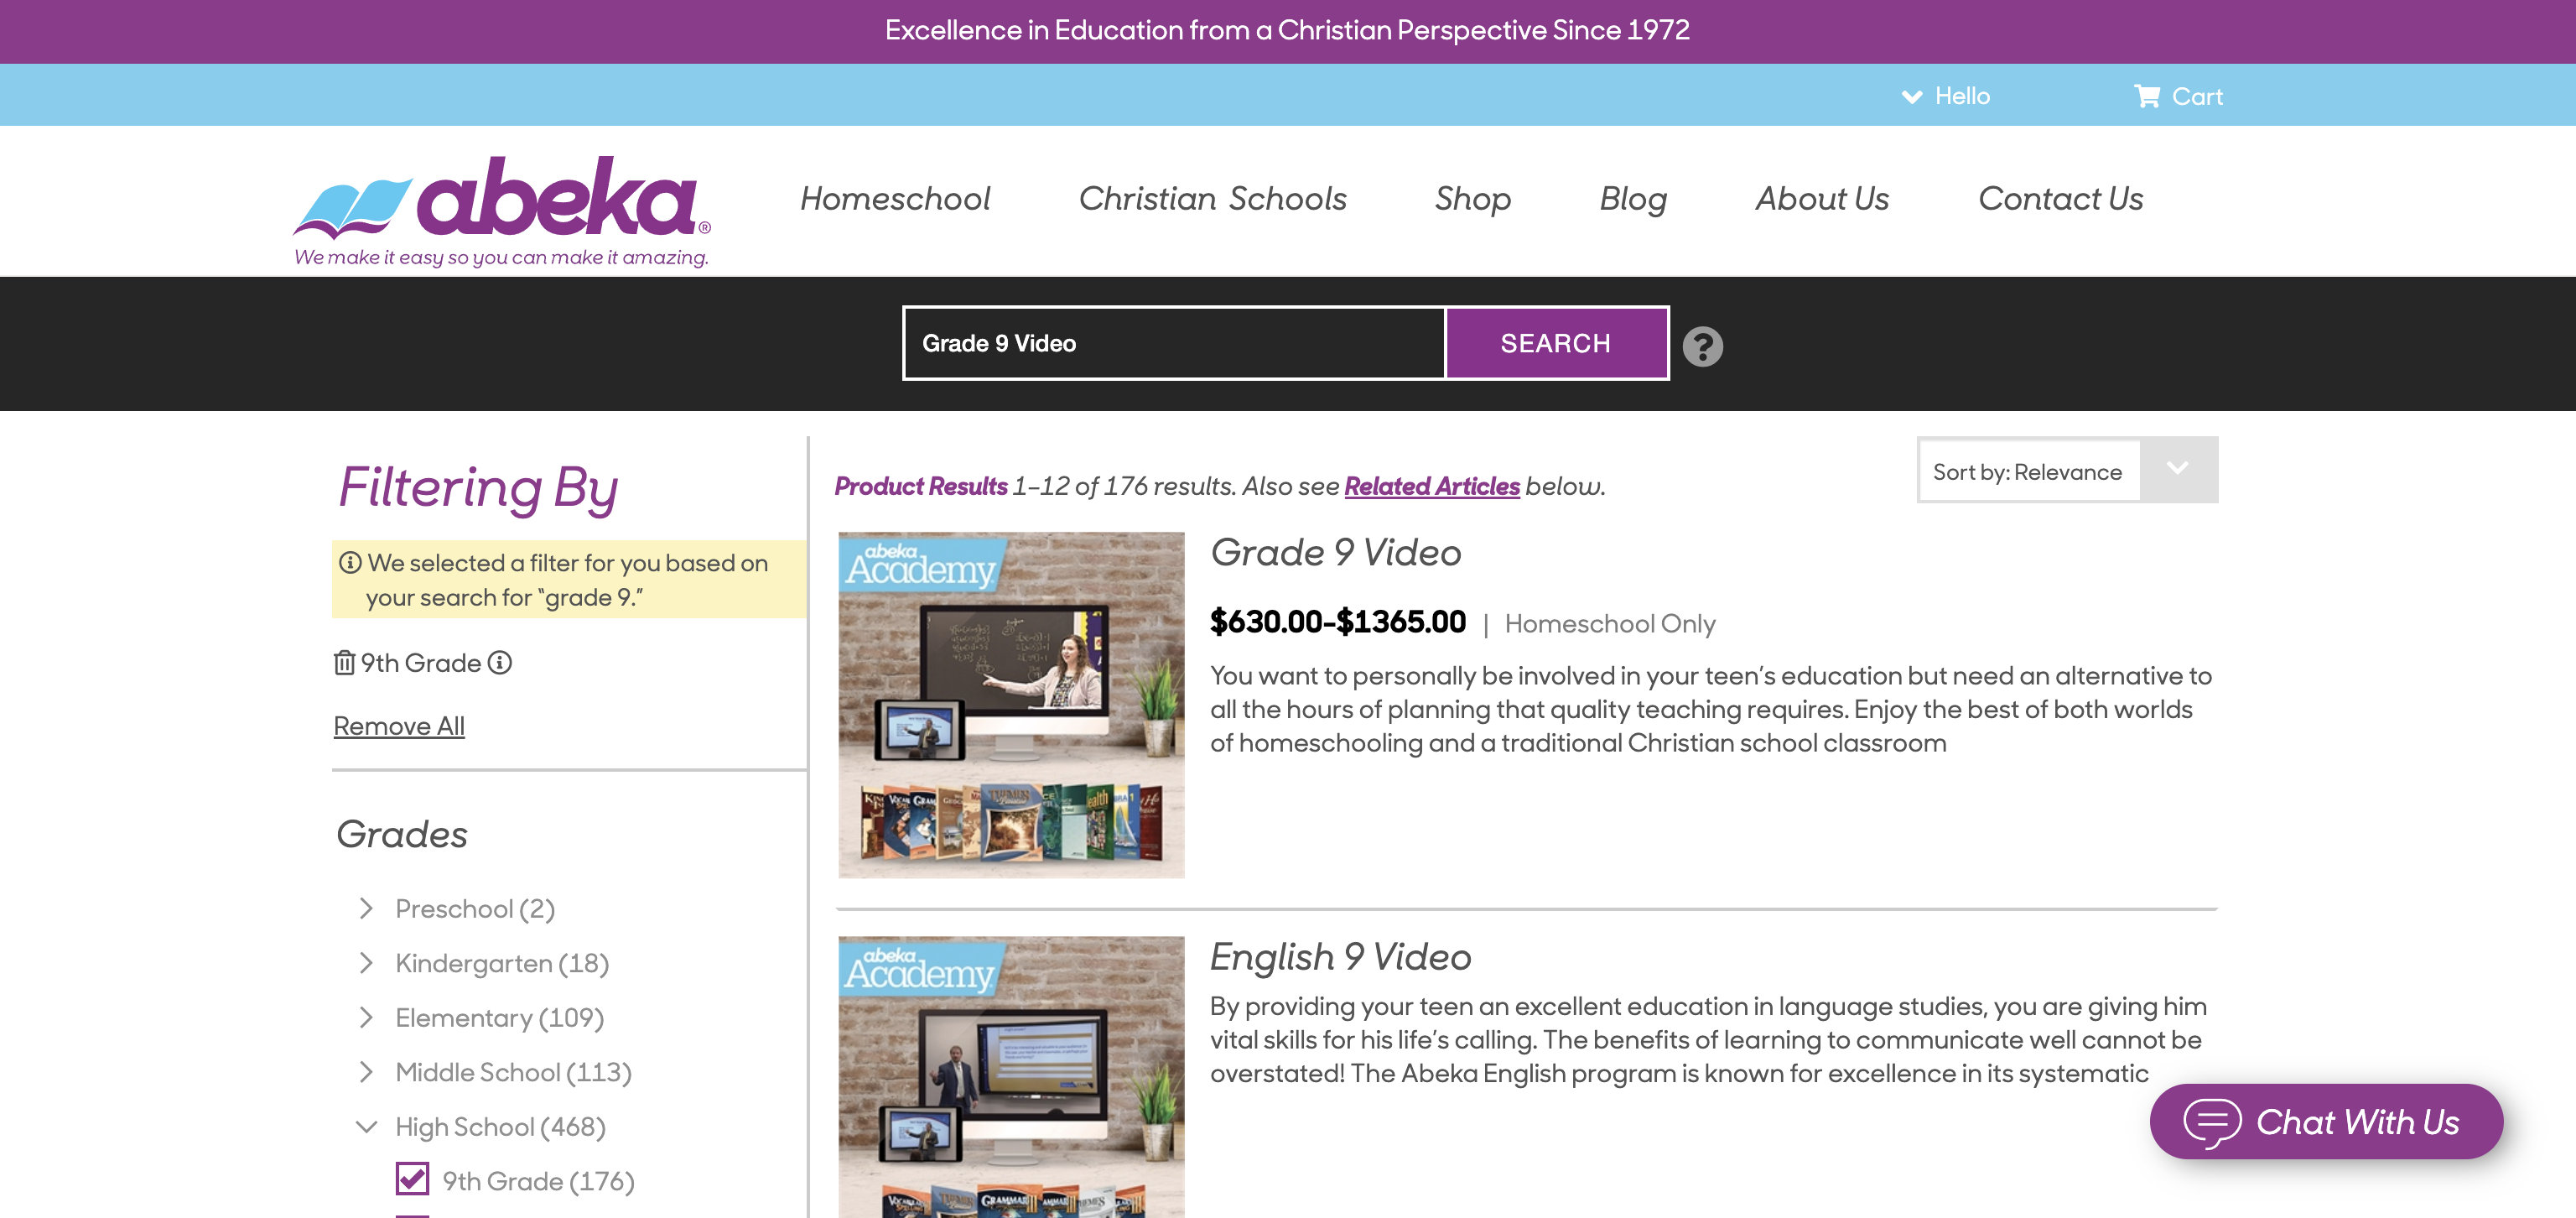 Excellence in Education from a Christian Perspective Since 1972
Hello
Cart
abeka®
We make it easy so you can make it amazing.
Homeschool
Christian Schools
Shop
Blog
About Us
Contact Us
Grade 9 Video
SEARCH
?
Filtering By
We selected a filter for you based on
your search for “grade 9.”
9th Grade
Remove All
Grades
Preschool (2)
Kindergarten (18)
Elementary (109)
Middle School (113)
High School (468)
9th Grade (176)
Product Results 1–12 of 176 results. Also see Related Articles below.
Sort by: Relevance
abeka
Academy
Grade 9 Video
$630.00-$1365.00 | Homeschool Only
You want to personally be involved in your teen’s education but need an alternative to
all the hours of planning that quality teaching requires. Enjoy the best of both worlds
of homeschooling and a traditional Christian school classroom
abeka
Academy
English 9 Video
By providing your teen an excellent education in language studies, you are giving him
vital skills for his life’s calling. The benefits of learning to communicate well cannot be
overstated! The Abeka English program is known for excellence in its systematic
Chat With Us